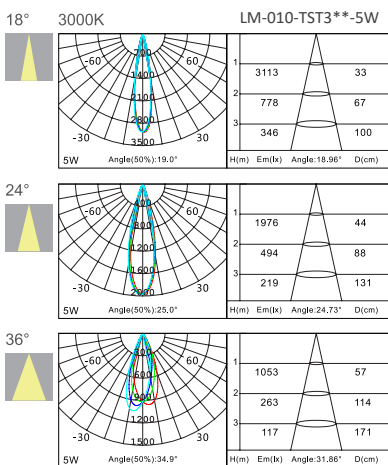 18° 3000K LM-010-TST3**-5W
-60 60
1400
2100
2800
-30 30
3500
5W Angle(50%):19.0°
1 3113 33
2 778 67
3 346 100
H(m) Em(lx) Angle:18.96° D(cm)
24°
-60 60
800
1200
1600
-30 30
2000
5W Angle(50%):25.0°
1 1976 44
2 494 88
3 219 131
H(m) Em(lx) Angle:24.73° D(cm)
36°
-60 60
900
1200
-30 30
1500
5W Angle(50%):34.9°
1 1053 57
2 263 114
3 117 171
H(m) Em(lx) Angle:31.86° D(cm)